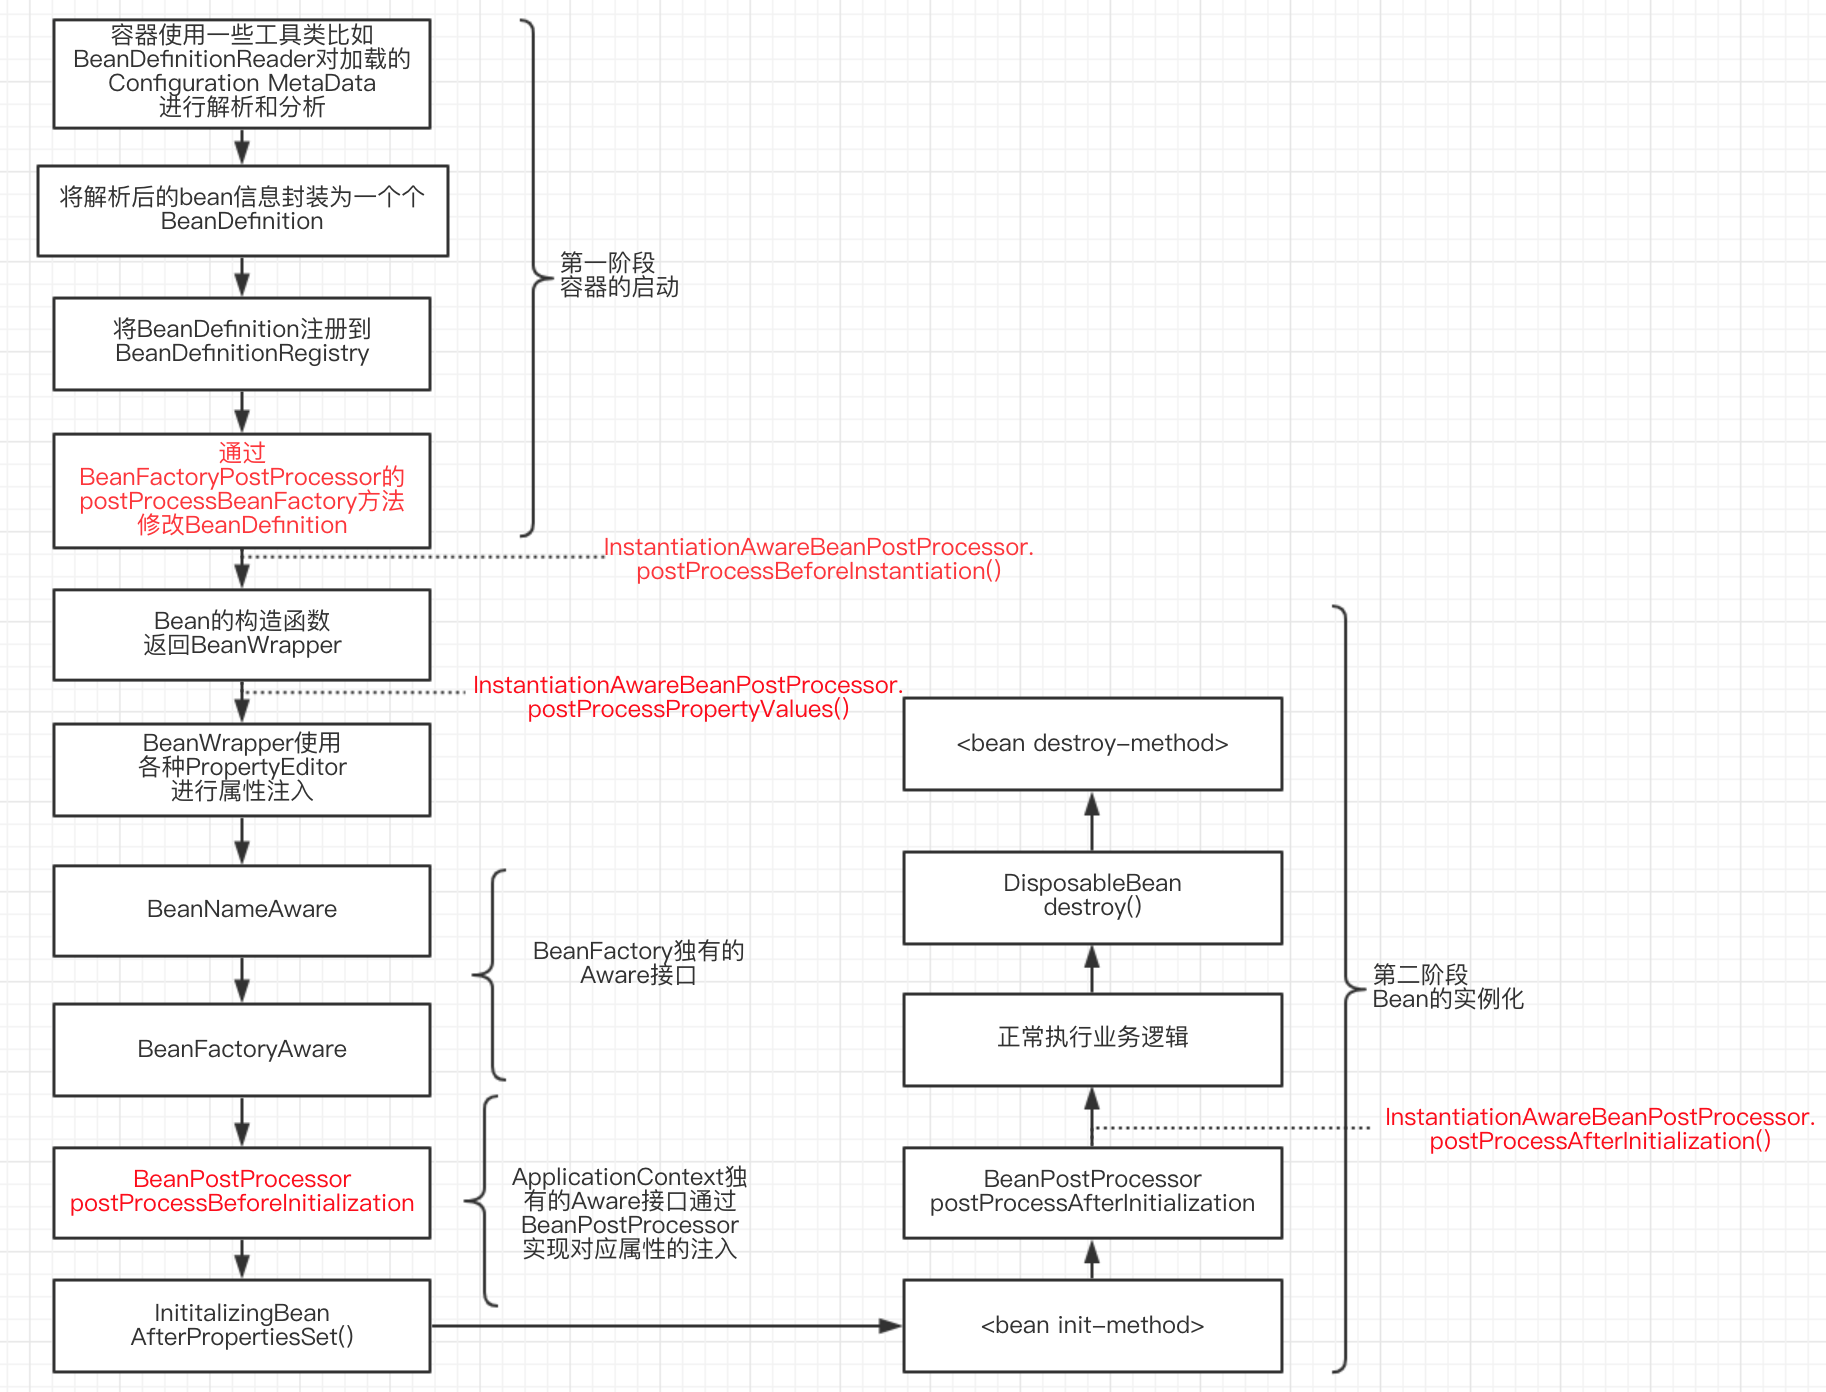 容器使用一些工具类比如
BeanDefinitionReader对加载的
Configuration MetaData
进行解析和分析
将解析后的bean信息封装为一个个
BeanDefinition
将BeanDefinition注册到
BeanDefinitionRegistry
通过
BeanFactoryPostProcessor的
postProcessBeanFactory方法
修改BeanDefinition
第一阶段
容器的启动
InstantiationAwareBeanPostProcessor.
postProcessBeforeInstantiation()
Bean的构造函数
返回BeanWrapper
InstantiationAwareBeanPostProcessor.
postProcessPropertyValues()
BeanWrapper使用
各种PropertyEditor
进行属性注入
BeanNameAware
BeanFactoryAware
BeanFactory独有的
Aware接口
BeanPostProcessor
postProcessBeforeInitialization
ApplicationContext独
有的Aware接口通过
BeanPostProcessor
实现对应属性的注入
InititalizingBean
AfterPropertiesSet()
<bean init-method>
BeanPostProcessor
postProcessAfterInitialization
InstantiationAwareBeanPostProcessor.
postProcessAfterInitialization()
正常执行业务逻辑
DisposableBean
destroy()
<bean destroy-method>
第二阶段
Bean的实例化